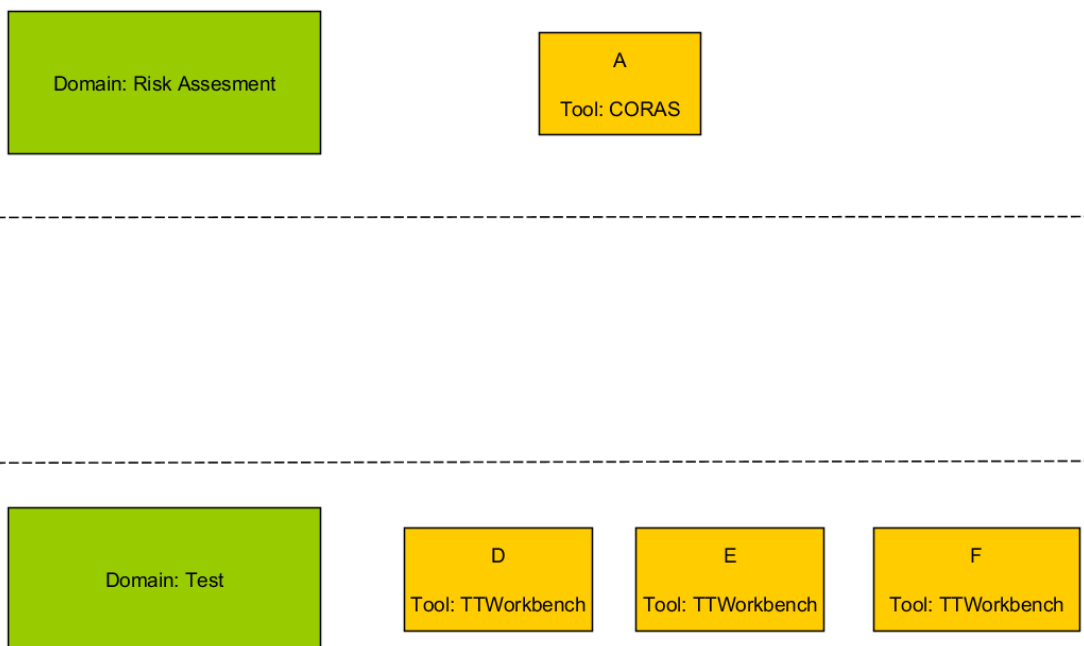 Domain: Risk Assesment
A
Tool: CORAS
Domain: Test
D
Tool: TTWorkbench
E
Tool: TTWorkbench
F
Tool: TTWorkbench